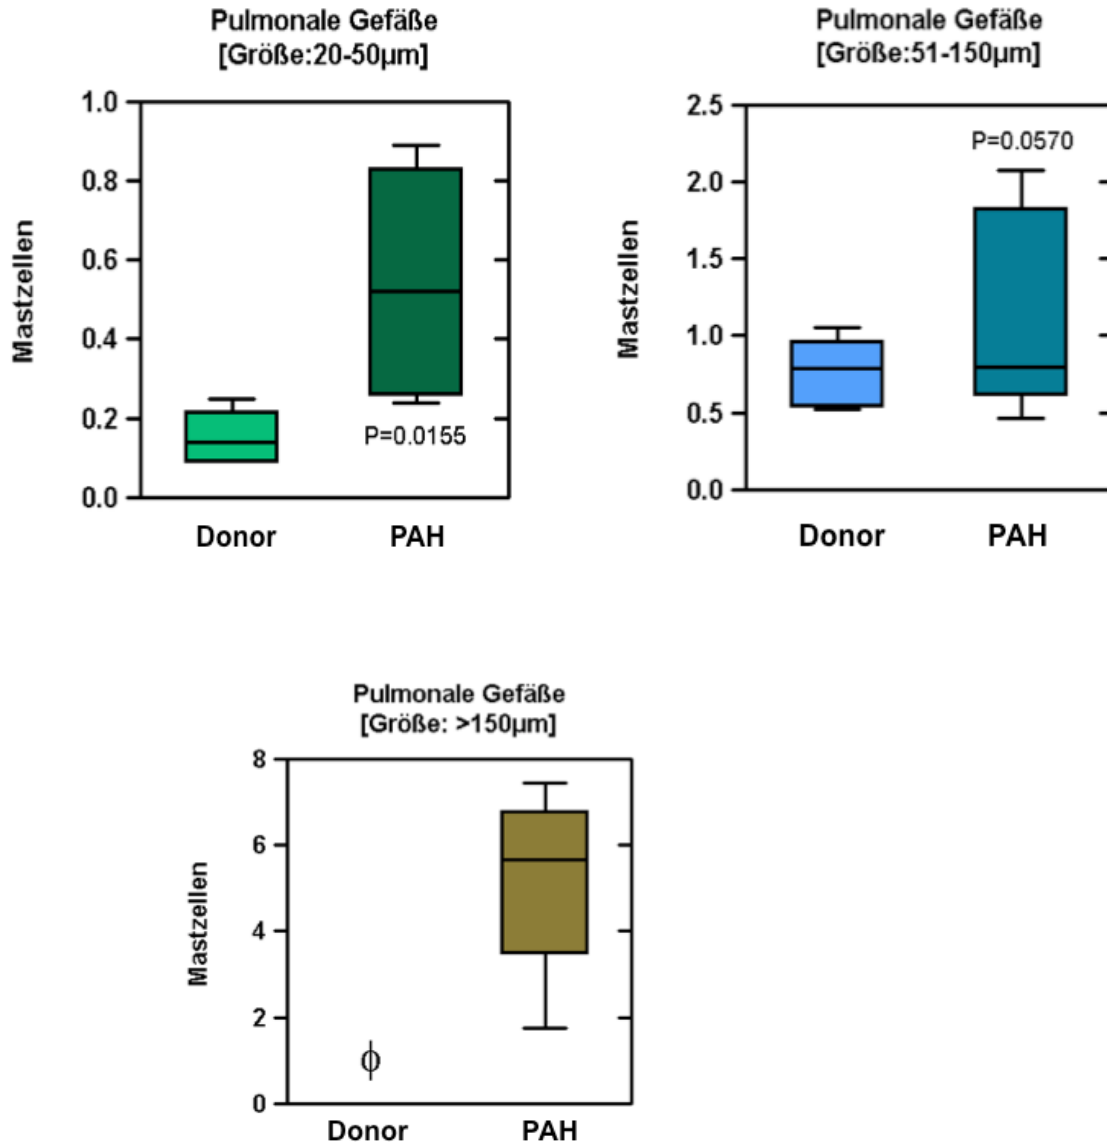 Pulmonale Gefäße
[Größe:20-50µm]
1.0
0.8
0.6
0.4
0.2
0.0
Mastzellen
P=0.0155
Donor
PAH
Pulmonale Gefäße
[Größe:51-150µm]
2.5
2.0
1.5
1.0
0.5
0.0
Mastzellen
P=0.0570
Donor
PAH
Pulmonale Gefäße
[Größe: >150µm]
8
6
4
2
0
Mastzellen
ϕ
Donor
PAH